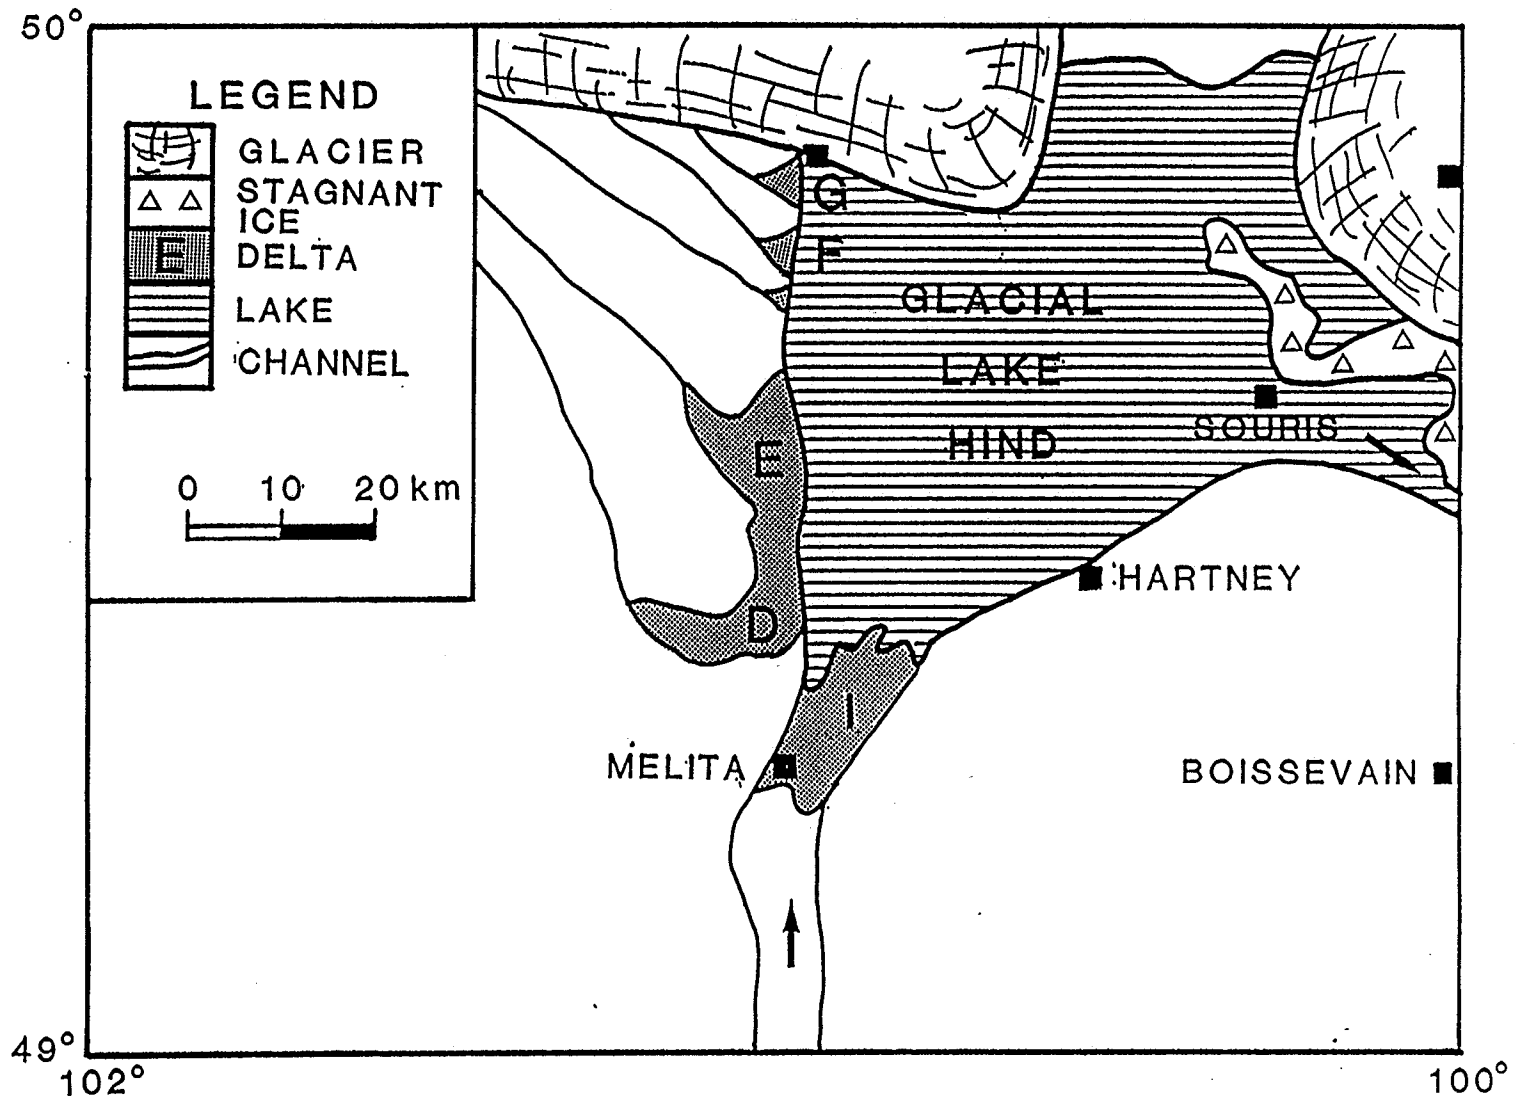 50°
LEGEND
GLACIER
STAGNANT
ICE
E
DELTA
LAKE
CHANNEL
0 10 20 km
G
F
GLACIAL
LAKE
HIND
SOURIS
E
HARTNEY
D
I
MELITA
BOISSEVAIN
49°
102°
100°